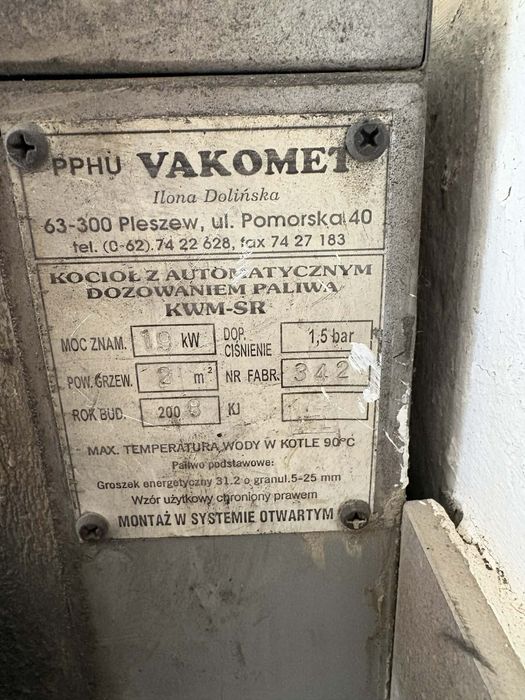 PPHU VAKOMET
Ilona Dolińska
63-300 Pleszew, ul. Pomorska 40
tel. (0-62) 74 22 628, fax 74 27 183
KOCIOŁ Z AUTOMATYCZNYM
DOZOWANIEM PALIWA
KWM-SR
MOC ZNAM. 19 kW DOP. CIŚNIENIE 1,5 bar
POW. GRZEW. 2 m² NR FABR. 342
ROK BUD. 2008 KJ
MAX. TEMPERATURA WODY W KOTLE 90°C
Paliwo podstawowe:
Groszek energetyczny 31.2 o granul.5-25 mm
Wzór użytkowy chroniony prawem
MONTAŻ W SYSTEMIE OTWARTYM